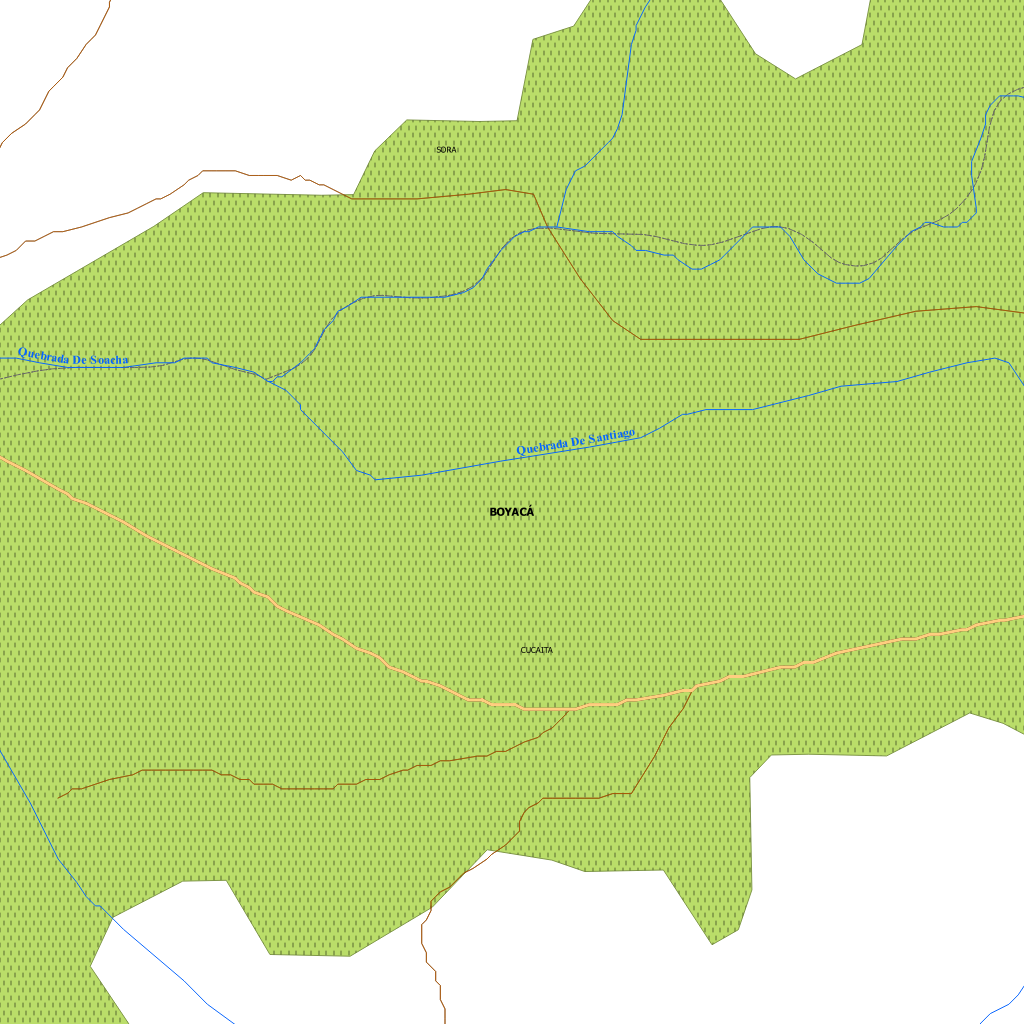 SORA
Quebrada De Soacha
Quebrada De Santiago
BOYACÁ
CUCAITA